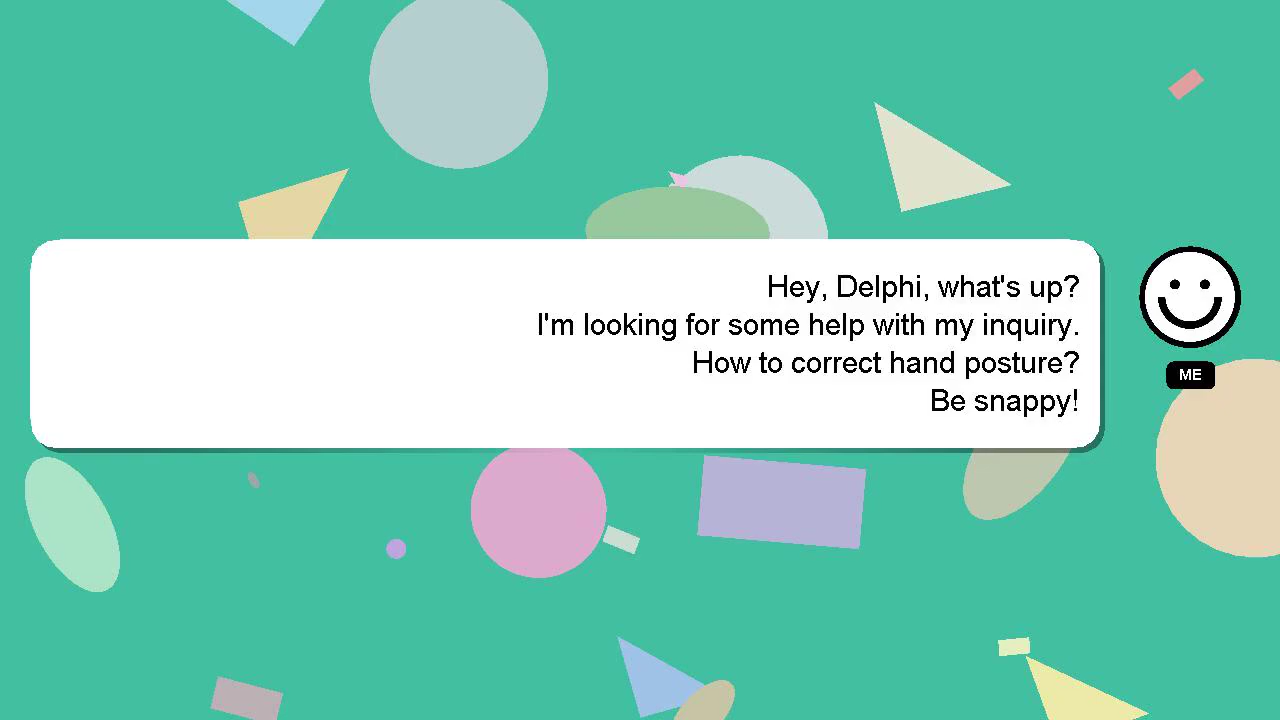 Hey, Delphi, what's up?
I'm looking for some help with my inquiry.
How to correct hand posture?
Be snappy!
ME